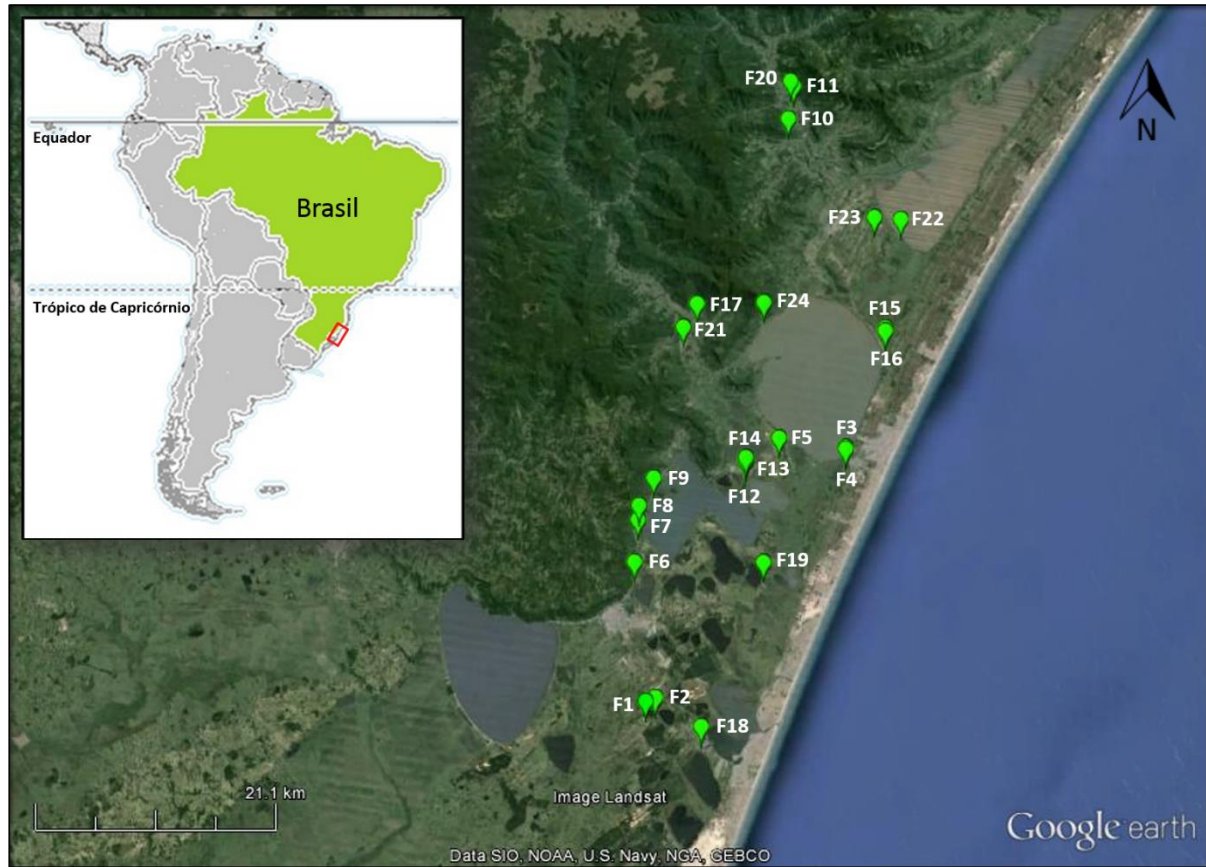 Equador
Brasil
Trópico de Capricórnio
N
F20
F11
F10
F23
F22
F17
F24
F21
F15
F16
F14
F5
F3
F13
F4
F12
F9
F8
F7
F6
F19
F1
F2
F18
21.1 km
Image Landsat
Google earth
Data SIO, NOAA, U.S. Navy, NGA, GEBCO